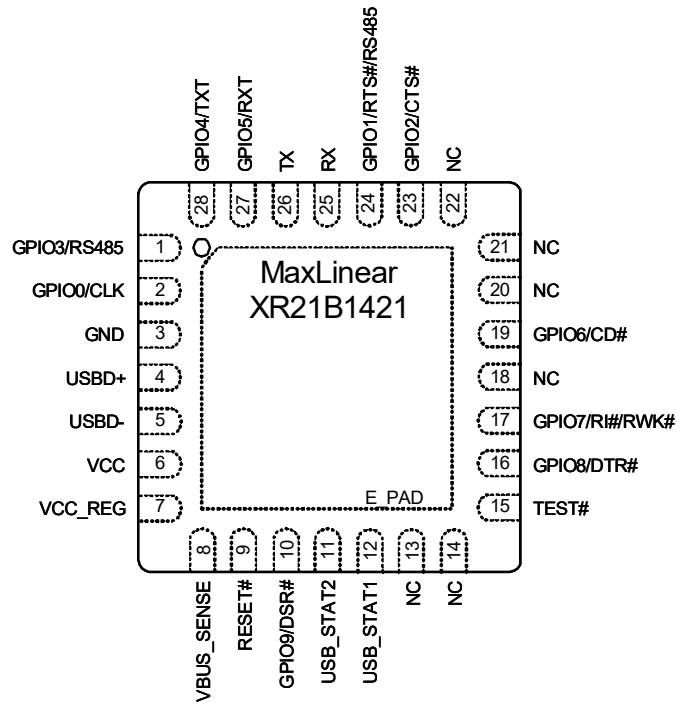 GPIO4/TXT
GPIO5/RXT
TX
RX
GPIO1/RTS#/RS485
GPIO2/CTS#
NC
28
27
26
25
24
23
22
GPIO3/RS485
1
GPIO0/CLK
2
GND
3
USBD+
4
USBD-
5
VCC
6
VCC_REG
7
MaxLinear
XR21B1421
E_PAD
21
NC
20
NC
19
GPIO6/CD#
18
NC
17
GPIO7/RI#/RWK#
16
GPIO8/DTR#
15
TEST#
8
9
10
11
12
13
14
VBUS_SENSE
RESET#
GPIO9/DSR#
USB_STAT2
USB_STAT1
NC
NC